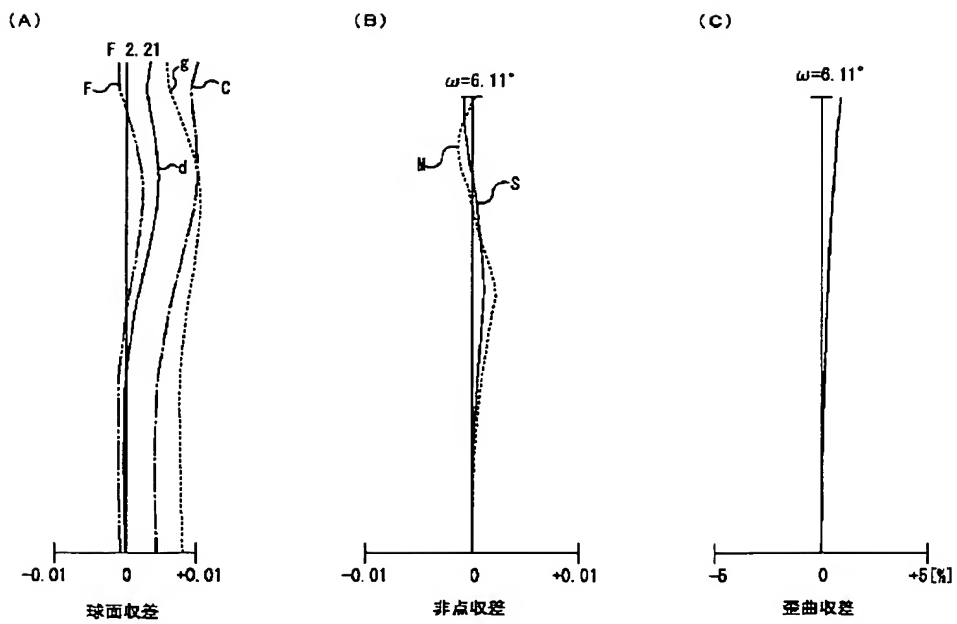 (A) (B) (C)
F 2.21
F g C
d
ω=6.11°
M
S
ω=6.11°
-0.01 0 +0.01
球面収差
-0.01 0 +0.01
非点収差
-5 0 +5[%]
歪曲収差